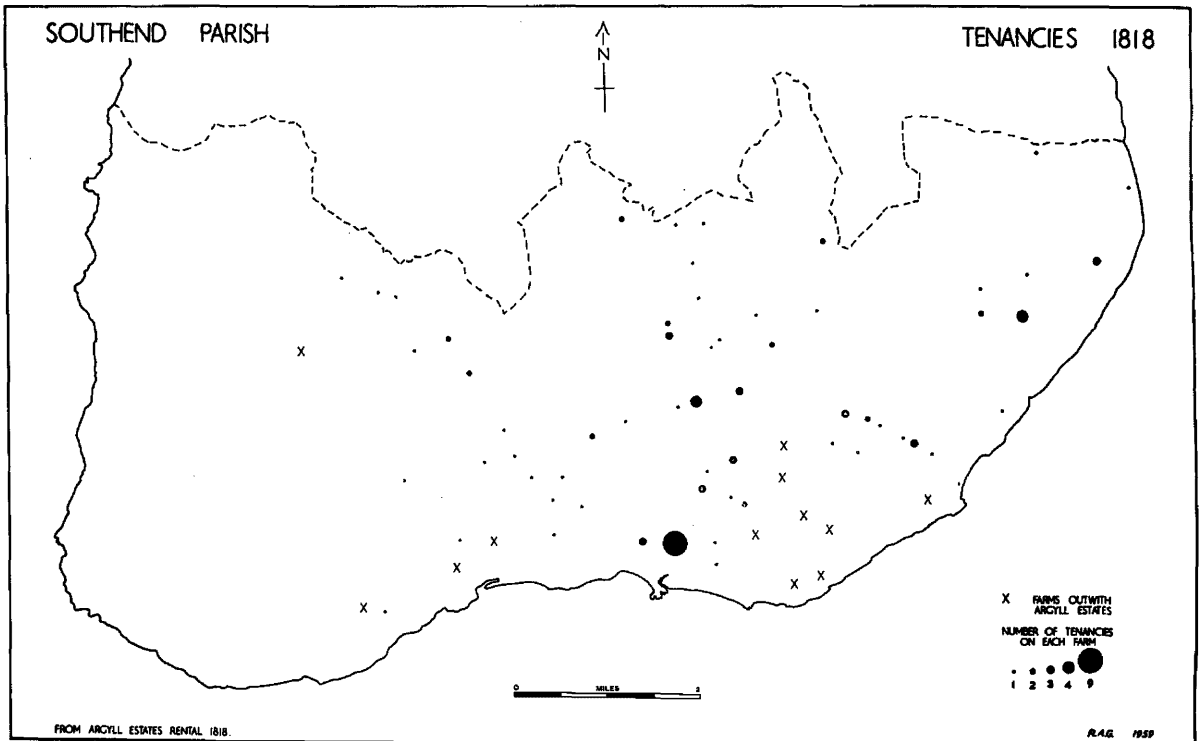 SOUTHEND PARISH
TENANCIES 1818
N
X
X
X
X
X
X
X
X
X
X
X
X
X
X FARMS OUTWITH
ARGYLL ESTATES
NUMBER OF TENANCIES
ON EACH FARM
1 2 3 4 9
0 MILES 2
FROM ARGYLL ESTATES RENTAL 1818.
R.A.G. 1959